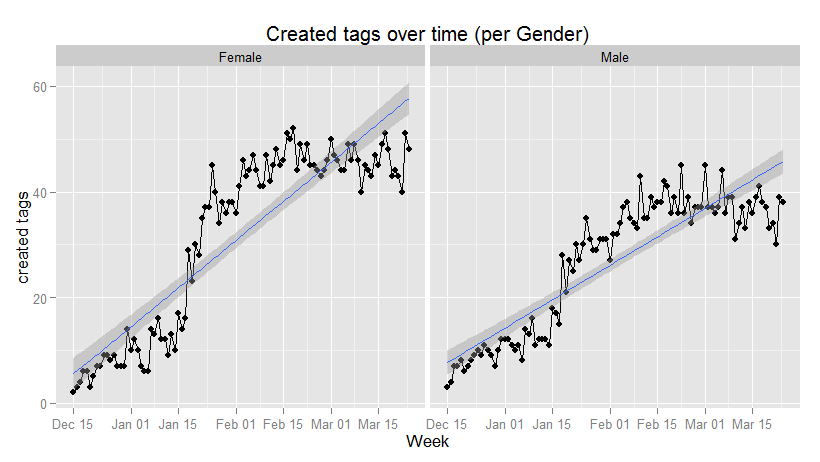 Created tags over time (per Gender)
Female Male
created tags
60
40
20
0
Dec 15 Jan 01 Jan 15 Feb 01 Feb 15 Mar 01 Mar 15 Dec 15 Jan 01 Jan 15 Feb 01 Feb 15 Mar 01 Mar 15
Week